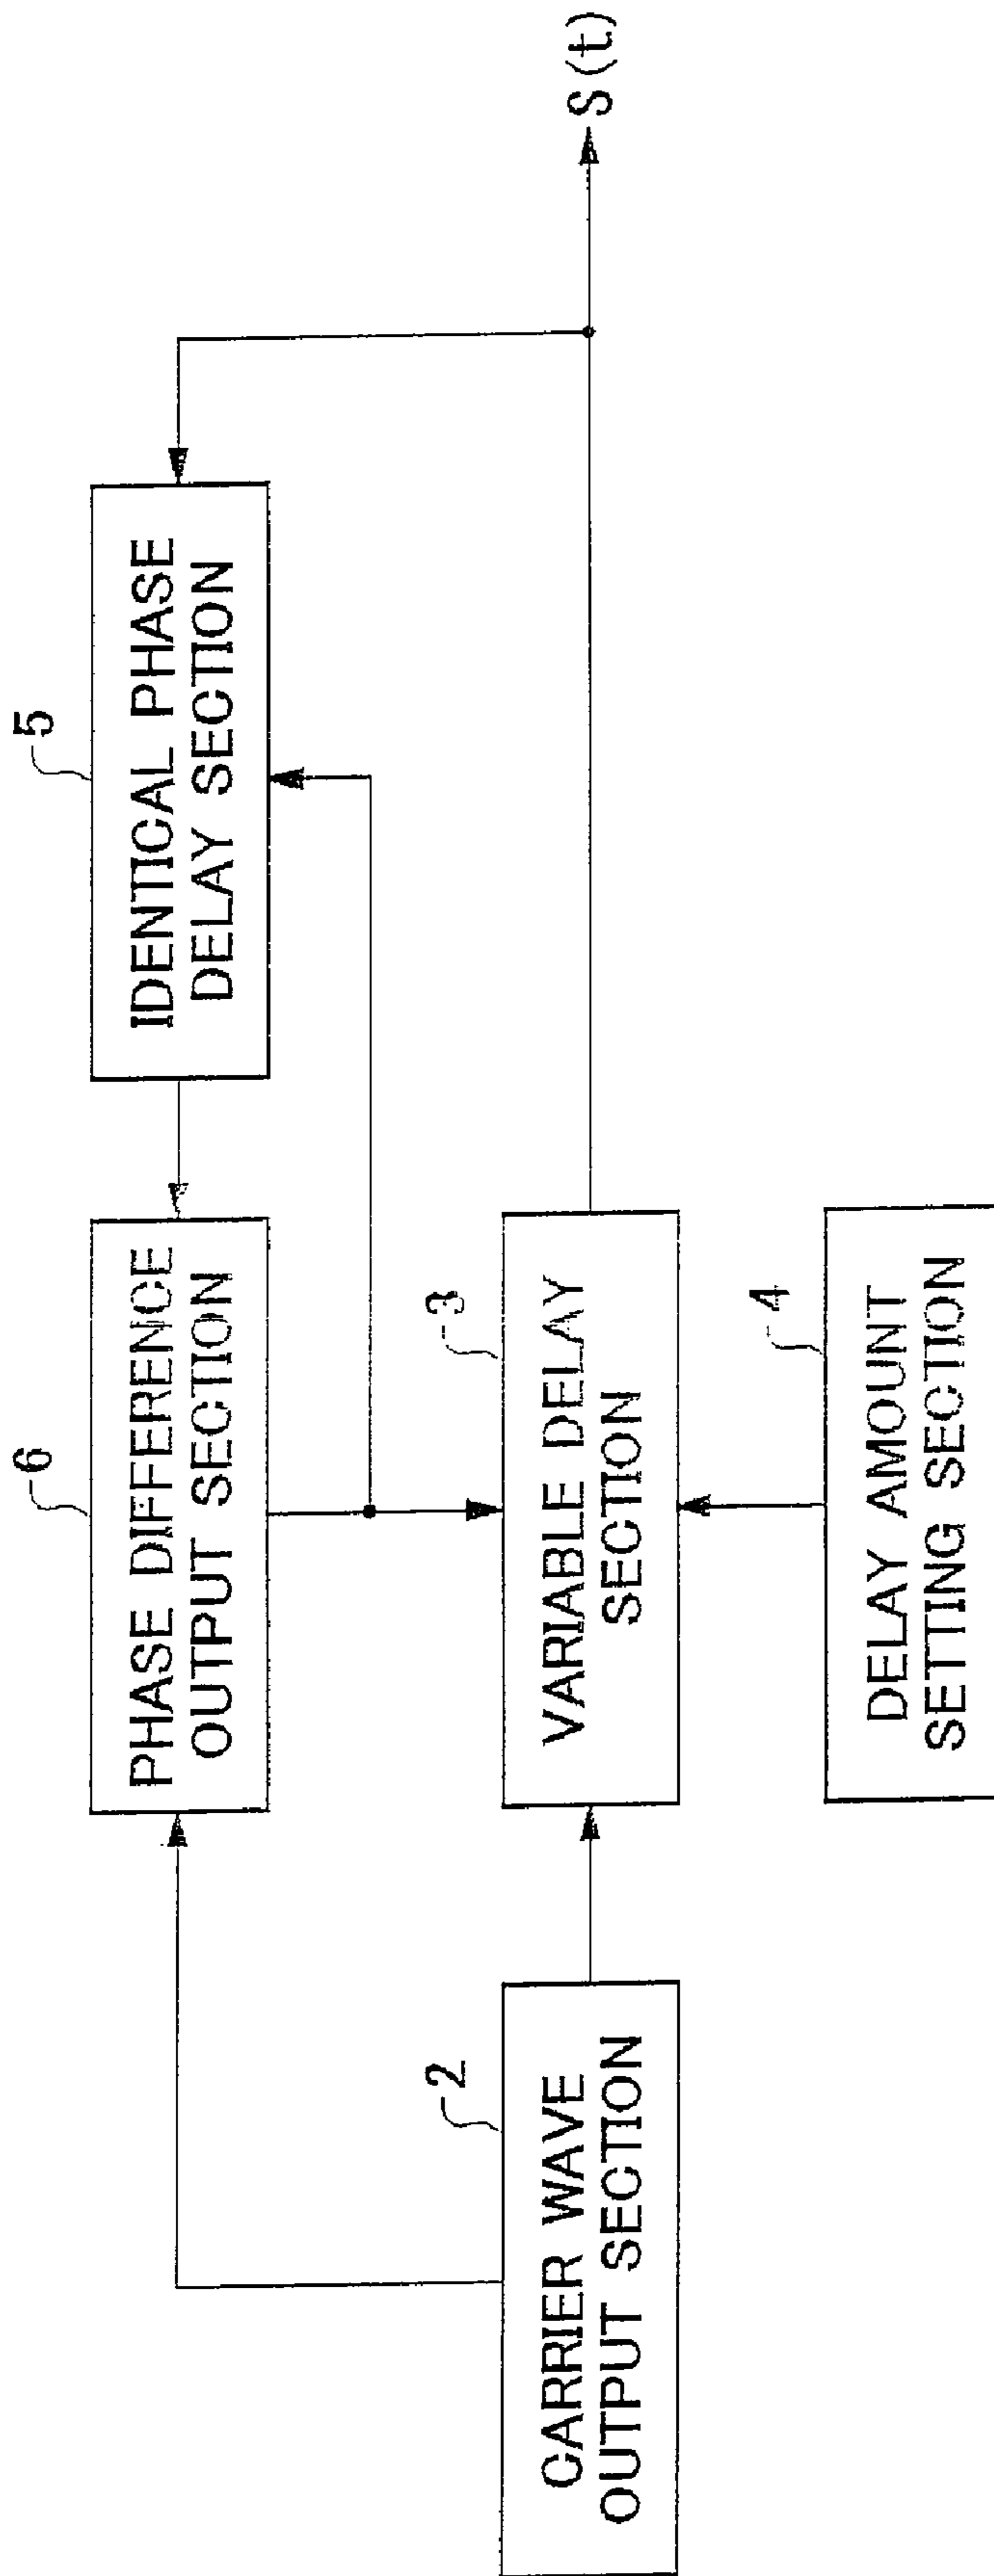 6
PHASE DIFFERENCE
OUTPUT SECTION
5
IDENTICAL PHASE
DELAY SECTION
2
CARRIER WAVE
OUTPUT SECTION
3
VARIABLE DELAY
SECTION
S(t)
4
DELAY AMOUNT
SETTING SECTION